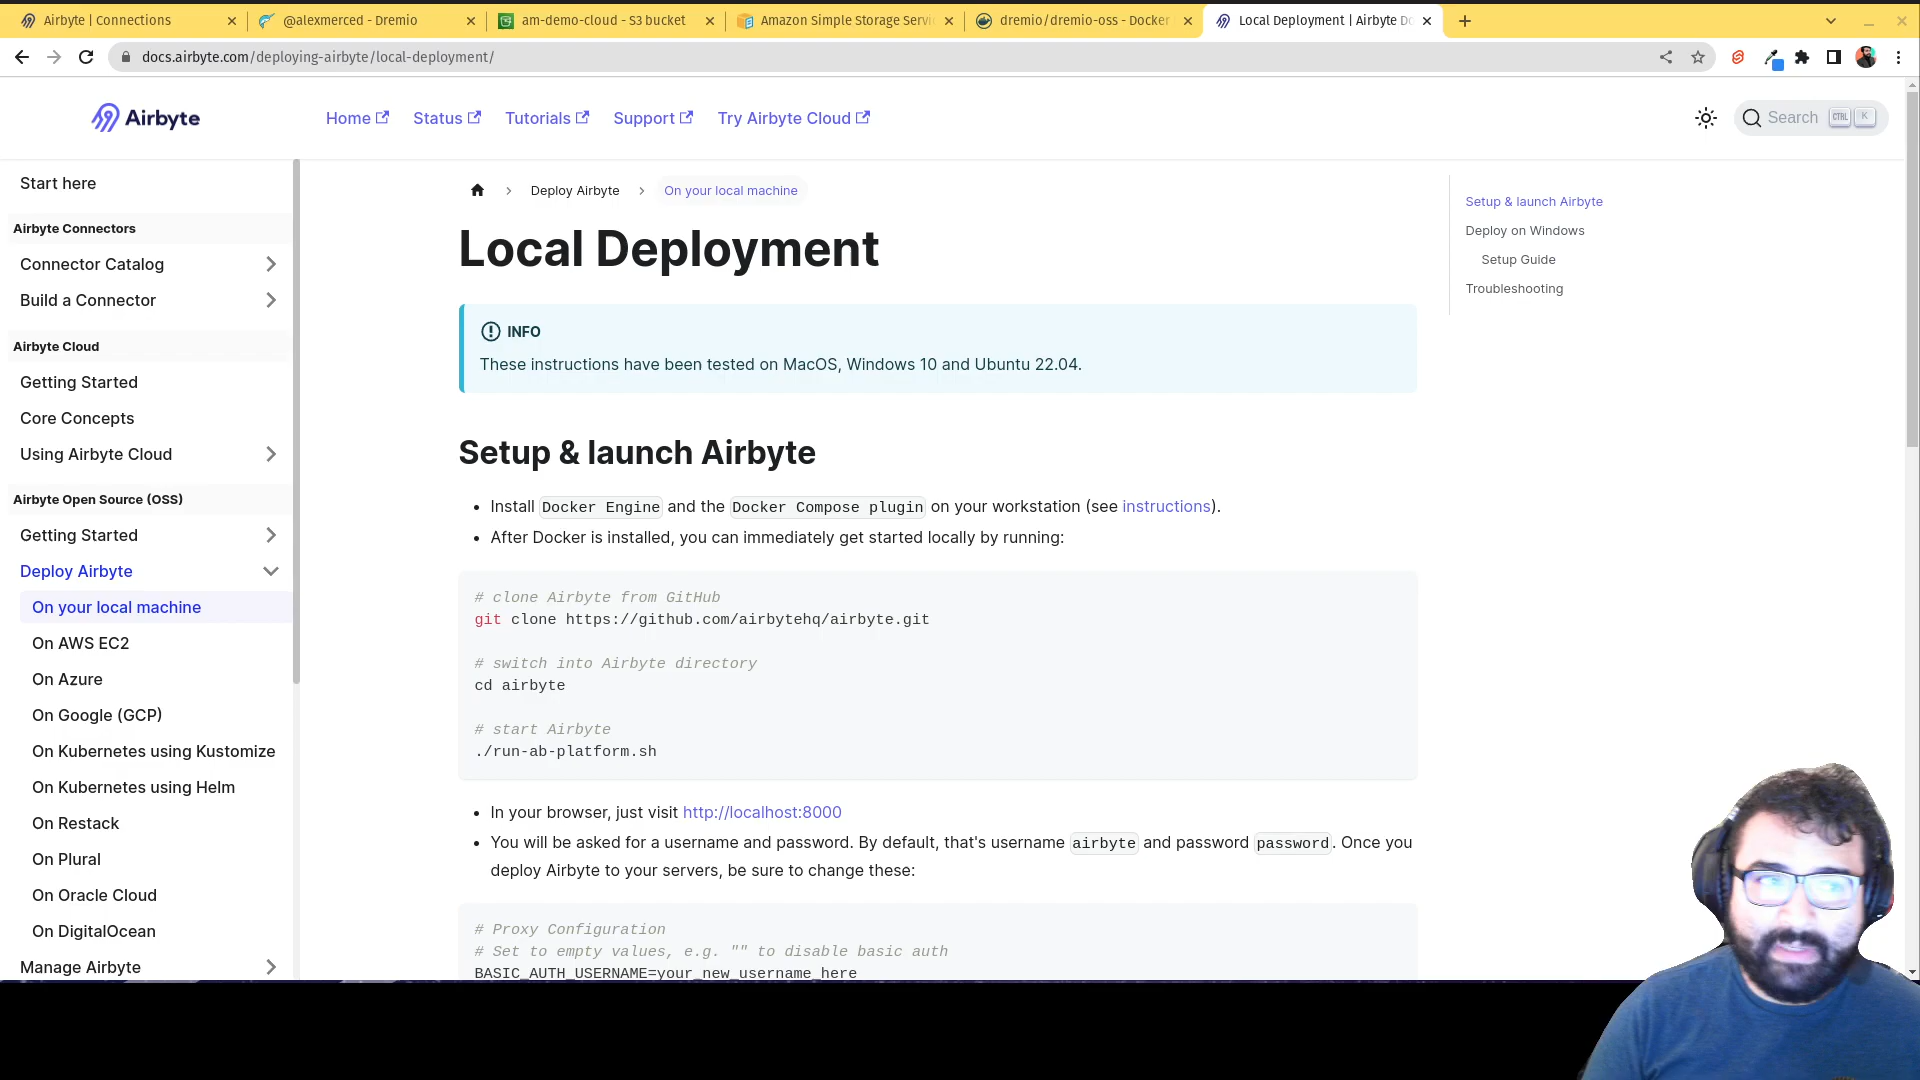 Airbyte | Connections
@alexmerced - Dremio
am-demo-cloud - S3 bucket
Amazon Simple Storage Servi
dremio/dremio-oss - Docker
Local Deployment | Airbyte Do
docs.airbyte.com/deploying-airbyte/local-deployment/
Airbyte
Home
Status
Tutorials
Support
Try Airbyte Cloud
Search
CTRL
K
Start here
Airbyte Connectors
Connector Catalog
Build a Connector
Airbyte Cloud
Getting Started
Core Concepts
Using Airbyte Cloud
Airbyte Open Source (OSS)
Getting Started
Deploy Airbyte
On your local machine
On AWS EC2
On Azure
On Google (GCP)
On Kubernetes using Kustomize
On Kubernetes using Helm
On Restack
On Plural
On Oracle Cloud
On DigitalOcean
Manage Airbyte
Deploy Airbyte
On your local machine
Local Deployment
INFO
These instructions have been tested on MacOS, Windows 10 and Ubuntu 22.04.
Setup & launch Airbyte
• Install Docker Engine and the Docker Compose plugin on your workstation (see instructions).
• After Docker is installed, you can immediately get started locally by running:
# clone Airbyte from GitHub
git clone https://github.com/airbytehq/airbyte.git
# switch into Airbyte directory
cd airbyte
# start Airbyte
./run-ab-platform.sh
• In your browser, just visit http://localhost:8000
• You will be asked for a username and password. By default, that's username airbyte and password password. Once you
deploy Airbyte to your servers, be sure to change these:
# Proxy Configuration
# Set to empty values, e.g. "" to disable basic auth
BASIC_AUTH_USERNAME=your_new_username_here
Setup & launch Airbyte
Deploy on Windows
Setup Guide
Troubleshooting